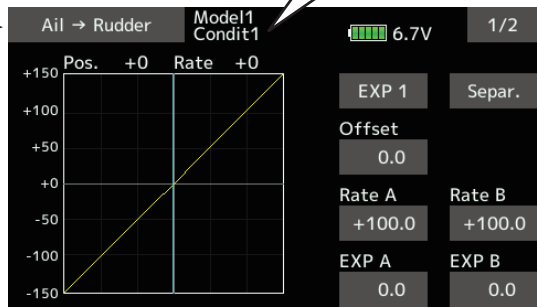 Ail → Rudder
Model1
Condit1
6.7V
1/2
Pos. +0 Rate +0
+150
+100
+50
+0
-50
-100
-150
EXP 1
Separ.
Offset
0.0
Rate A
Rate B
+100.0
+100.0
EXP A
EXP B
0.0
0.0